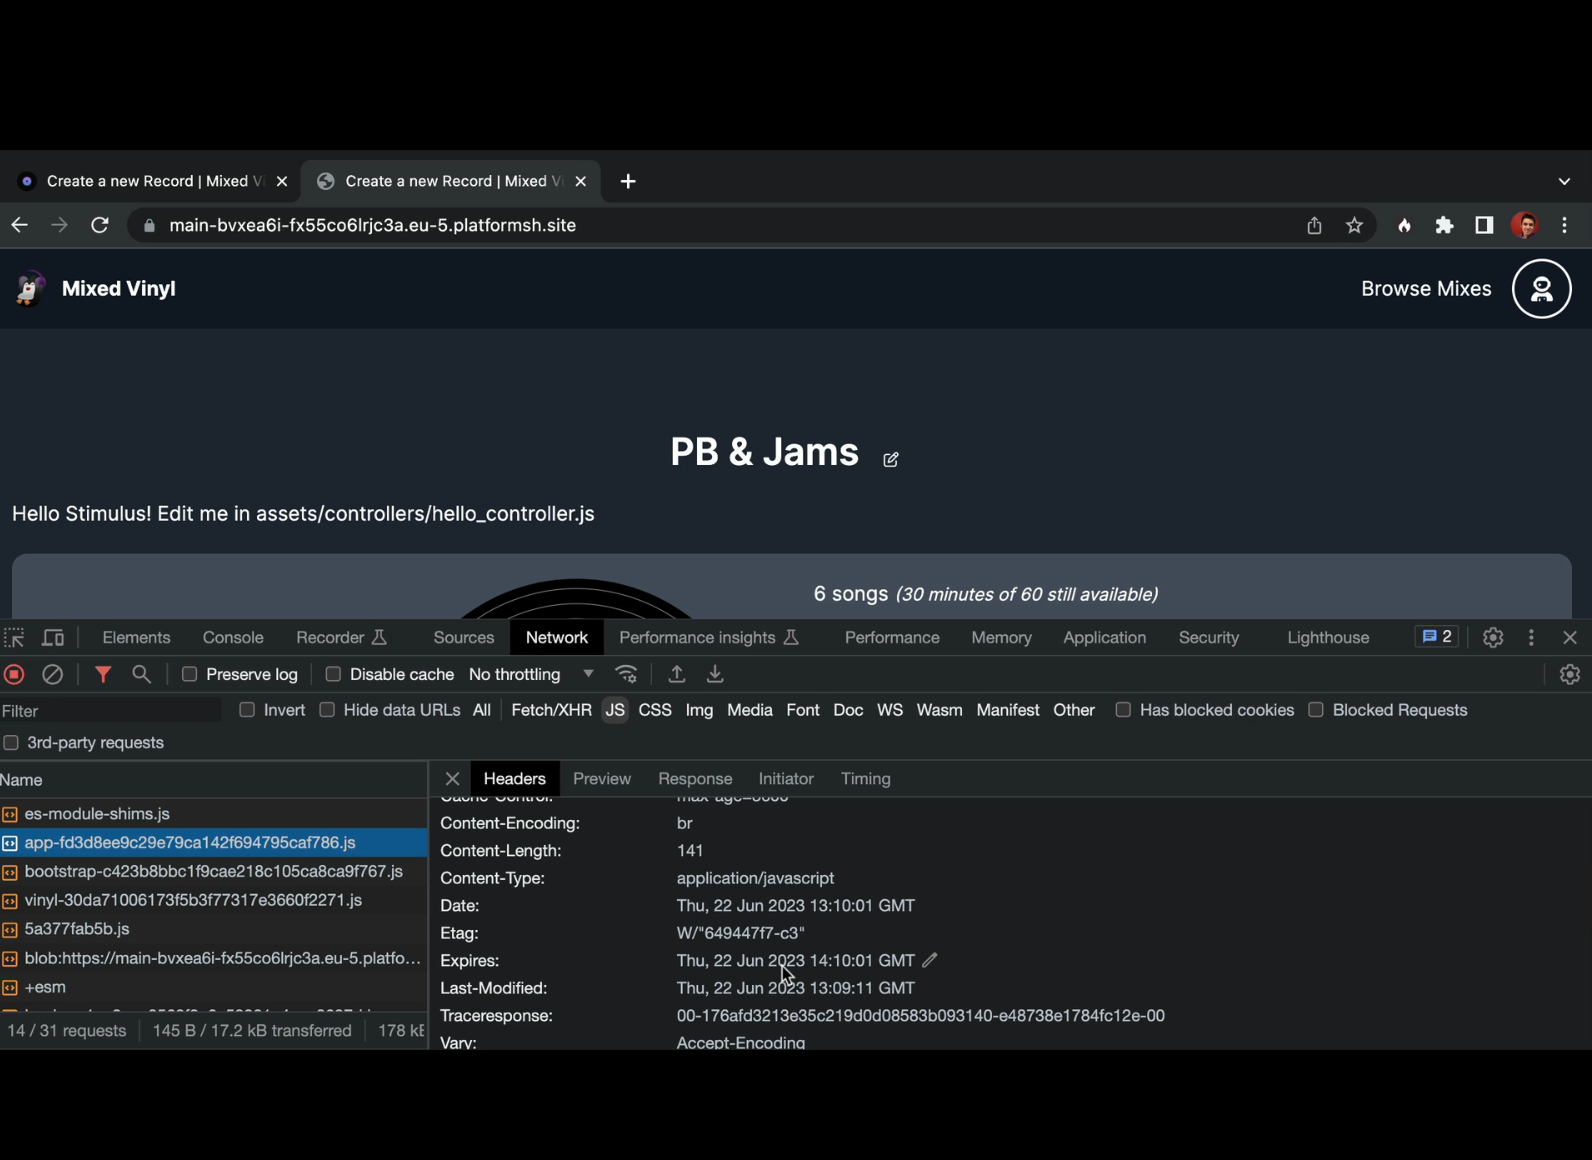 Create a new Record | Mixed Vi
Create a new Record | Mixed Vi
main-bvxea6i-fx55co6lrjc3a.eu-5.platformsh.site
Mixed Vinyl
Browse Mixes
PB & Jams
Hello Stimulus! Edit me in assets/controllers/hello_controller.js
6 songs (30 minutes of 60 still available)
Elements Console Recorder Sources Network Performance insights Performance Memory Application Security Lighthouse 2
Preserve log Disable cache No throttling
Filter Invert Hide data URLs All Fetch/XHR JS CSS Img Media Font Doc WS Wasm Manifest Other Has blocked cookies Blocked Requests
3rd-party requests
Name
es-module-shims.js
app-fd3d8ee9c29e79ca142f694795caf786.js
bootstrap-c423b8bbc1f9cae218c105ca8ca9f767.js
vinyl-30da71006173f5b3f77317e3660f2271.js
5a377fab5b.js
blob:https://main-bvxea6i-fx55co6lrjc3a.eu-5.platfo...
+esm
14 / 31 requests 145 B / 17.2 kB transferred 178 kB
Headers Preview Response Initiator Timing
Cache-Control: max-age=3600
Content-Encoding: br
Content-Length: 141
Content-Type: application/javascript
Date: Thu, 22 Jun 2023 13:10:01 GMT
Etag: W/"649447f7-c3"
Expires: Thu, 22 Jun 2023 14:10:01 GMT
Last-Modified: Thu, 22 Jun 2023 13:09:11 GMT
Traceresponse: 00-176afd3213e35c219d0d08583b093140-e48738e1784fc12e-00
Vary: Accept-Encoding